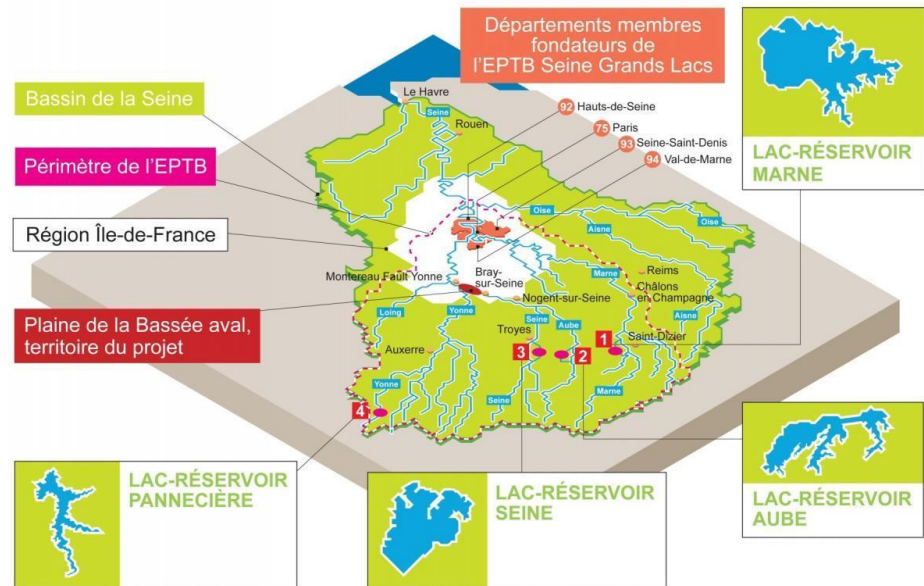 Départements membres
fondateurs de
l'EPTB Seine Grands Lacs
Bassin de la Seine
Périmètre de l'EPTB
Région Île-de-France
Plaine de la Bassée aval,
territoire du projet
92 Hauts-de-Seine
75 Paris
93 Seine-Saint-Denis
94 Val-de-Marne
Le Havre
Seine
Rouen
Oise
Oise
Aisne
Marne
Reims
Châlons
en Champagne
Aisne
Montereau Fault Yonne
Bray-
sur-Seine
Nogent-sur-Seine
Loing
Yonne
Seine
Aube
Troyes
Saint-Dizier
Auxerre
1
2
3
4
Yonne
Seine
Marne
LAC-RÉSERVOIR
MARNE
LAC-RÉSERVOIR
AUBE
LAC-RÉSERVOIR
SEINE
LAC-RÉSERVOIR
PANNECIÈRE